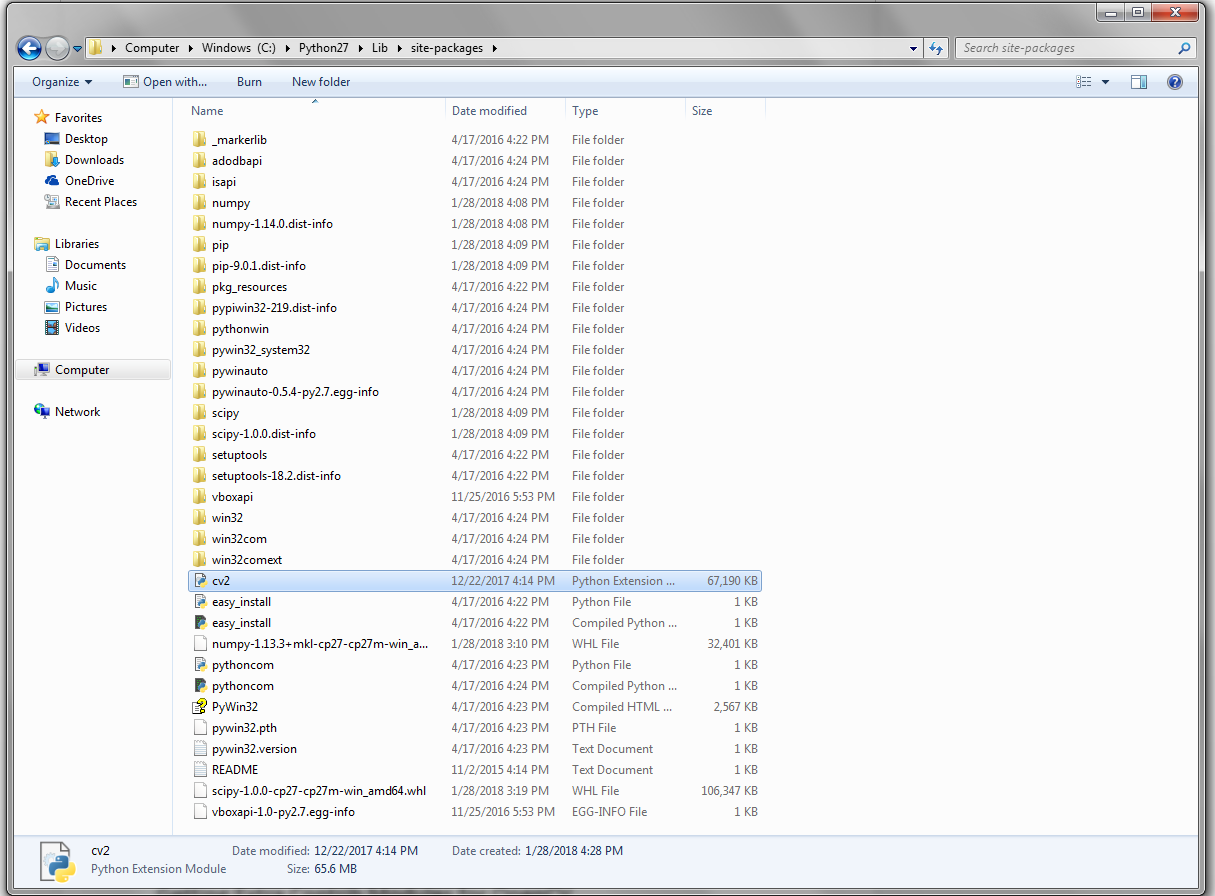 Computer Windows (C:) Python27 Lib site-packages Search site-packages
Organize Open with... Burn New folder
Name Date modified Type Size
Favorites
Desktop
Downloads
OneDrive
Recent Places
Libraries
Documents
Music
Pictures
Videos
Computer
Network
_markerlib 4/17/2016 4:22 PM File folder
adodbapi 4/17/2016 4:24 PM File folder
isapi 4/17/2016 4:24 PM File folder
numpy 1/28/2018 4:08 PM File folder
numpy-1.14.0.dist-info 1/28/2018 4:08 PM File folder
pip 1/28/2018 4:09 PM File folder
pip-9.0.1.dist-info 1/28/2018 4:09 PM File folder
pkg_resources 4/17/2016 4:22 PM File folder
pypiwin32-219.dist-info 4/17/2016 4:24 PM File folder
pythonwin 4/17/2016 4:24 PM File folder
pywin32_system32 4/17/2016 4:24 PM File folder
pywinauto 4/17/2016 4:24 PM File folder
pywinauto-0.5.4-py2.7.egg-info 4/17/2016 4:24 PM File folder
scipy 1/28/2018 4:09 PM File folder
scipy-1.0.0.dist-info 1/28/2018 4:09 PM File folder
setuptools 4/17/2016 4:22 PM File folder
setuptools-18.2.dist-info 4/17/2016 4:22 PM File folder
vboxapi 11/25/2016 5:53 PM File folder
win32 4/17/2016 4:24 PM File folder
win32com 4/17/2016 4:24 PM File folder
win32comext 4/17/2016 4:24 PM File folder
cv2 12/22/2017 4:14 PM Python Extension ... 67,190 KB
easy_install 4/17/2016 4:22 PM Python File 1 KB
easy_install 4/17/2016 4:22 PM Compiled Python ... 1 KB
numpy-1.13.3+mkl-cp27-cp27m-win_a... 1/28/2018 3:10 PM WHL File 32,401 KB
pythoncom 4/17/2016 4:23 PM Python File 1 KB
pythoncom 4/17/2016 4:24 PM Compiled Python ... 1 KB
PyWin32 4/17/2016 4:23 PM Compiled HTML ... 2,567 KB
pywin32.pth 4/17/2016 4:23 PM PTH File 1 KB
pywin32.version 4/17/2016 4:23 PM Text Document 1 KB
README 11/2/2015 4:14 PM Text Document 1 KB
scipy-1.0.0-cp27-cp27m-win_amd64.whl 1/28/2018 3:19 PM WHL File 106,347 KB
vboxapi-1.0-py2.7.egg-info 11/25/2016 5:53 PM EGG-INFO File 1 KB
cv2 Date modified: 12/22/2017 4:14 PM Date created: 1/28/2018 4:28 PM
Python Extension Module Size: 65.6 MB